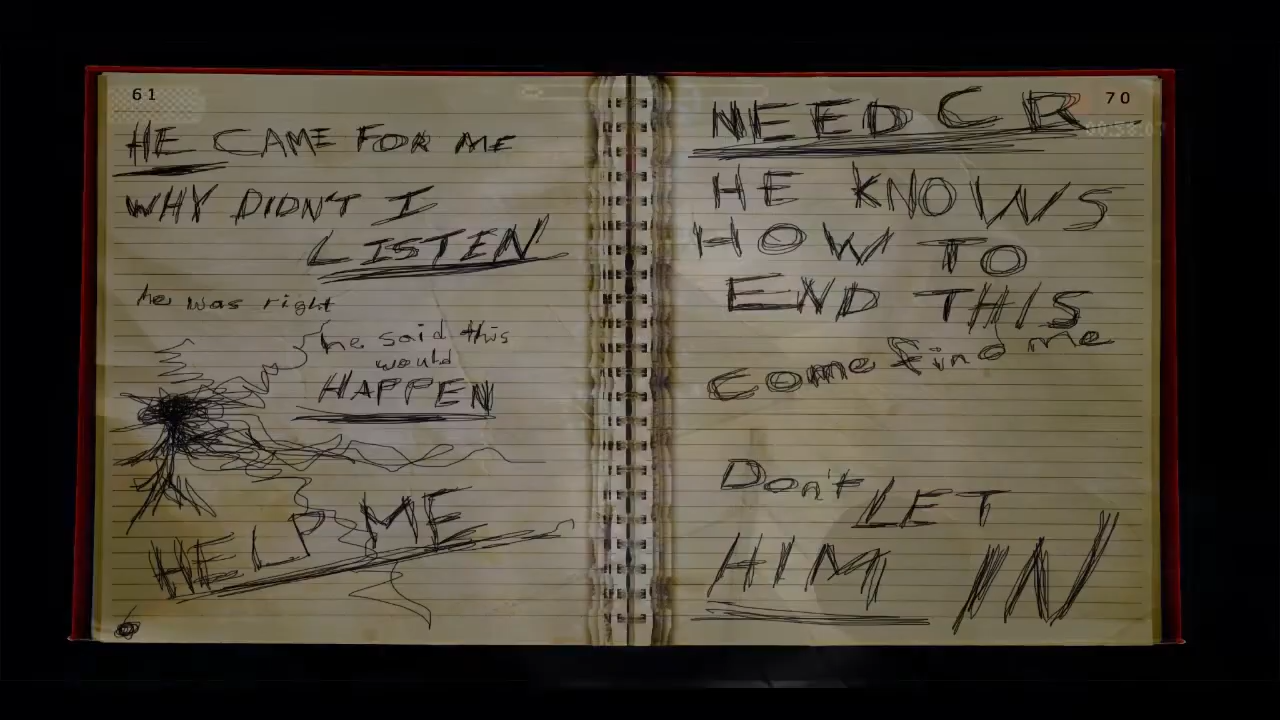 61
HE CAME FOR ME
WHY DIDN'T I
LISTEN
he was right
he said this
would
HAPPEN
HELP ME
70
NEED CR
HE KNOWS
HOW TO
END THIS
come find me
Don't LET
HIM IN